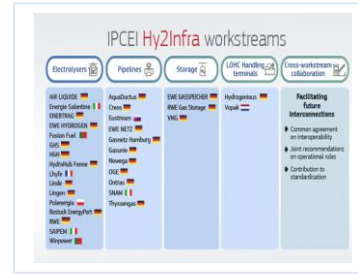 IPCEI Hy2Infra workstreams
Electrolysers
Pipelines
Storage
LOHC Handling terminals
Cross-workstream collaboration
AIR LIQUIDE
Energie Salentine
ENERTRAG
EWE HYDROGEN
Fusion Fuel
GHS
HGH
HydroHub Fenne
Lhyfe
Linde
Lingen
Polenergia
Rostock EnergyPort
RWE
SAIPEM
Winpower
AquaDuctus
Creos
Eustream
EWE NETZ
Gasnetz Hamburg
Gasunie
Nowega
OGE
Ontras
SNAM
Thyssengas
EWE GASSPEICHER
RWE Gas Storage
VNG
Hydrogenious
Vopak
Facilitating
future
interconnections
Common agreement
on interoperability
Joint recommendations
on operational rules
Contribution to
standardisation